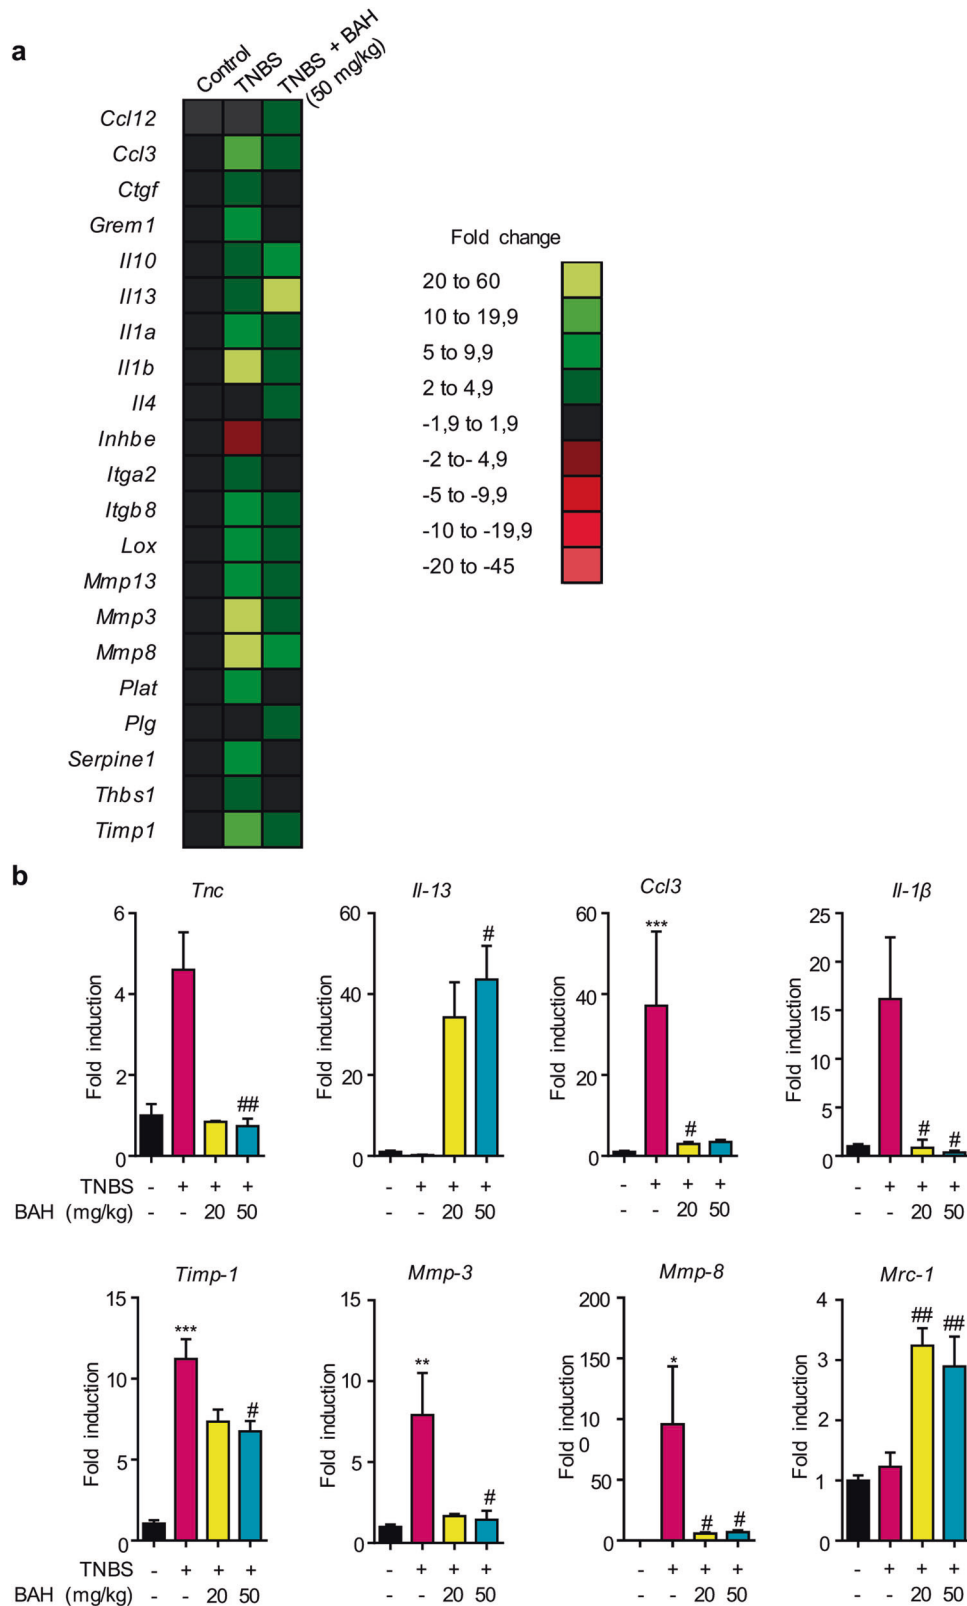 a
Control
TNBS
TNBS + BAH
(50 mg/kg)
Ccl12
Ccl3
Ctgf
Grem1
Il10
Il13
Il1a
Il1b
Il4
Inhbe
Itga2
Itgb8
Lox
Mmp13
Mmp3
Mmp8
Plat
Plg
Serpine1
Thbs1
Timp1
Fold change
20 to 60
10 to 19,9
5 to 9,9
2 to 4,9
-1,9 to 1,9
-2 to- 4,9
-5 to -9,9
-10 to -19,9
-20 to -45
b
Tnc
Fold induction
6
4
2
0
##
TNBS - + + +
BAH (mg/kg) - - 20 50
Il-13
Fold induction
60
40
20
0
#
- + + +
- - 20 50
Ccl3
Fold induction
60
40
20
0
***
#
- + + +
- - 20 50
Il-1β
Fold induction
25
20
15
10
5
0
# #
- + + +
- - 20 50
Timp-1
Fold induction
15
10
5
0
***
#
TNBS - + + +
BAH (mg/kg) - - 20 50
Mmp-3
Fold induction
15
10
5
0
**
#
- + + +
- - 20 50
Mmp-8
Fold induction
200
150
10
0
50
0
*
# #
- + + +
- - 20 50
Mrc-1
Fold induction
4
3
2
1
0
## ##
- + + +
- - 20 50